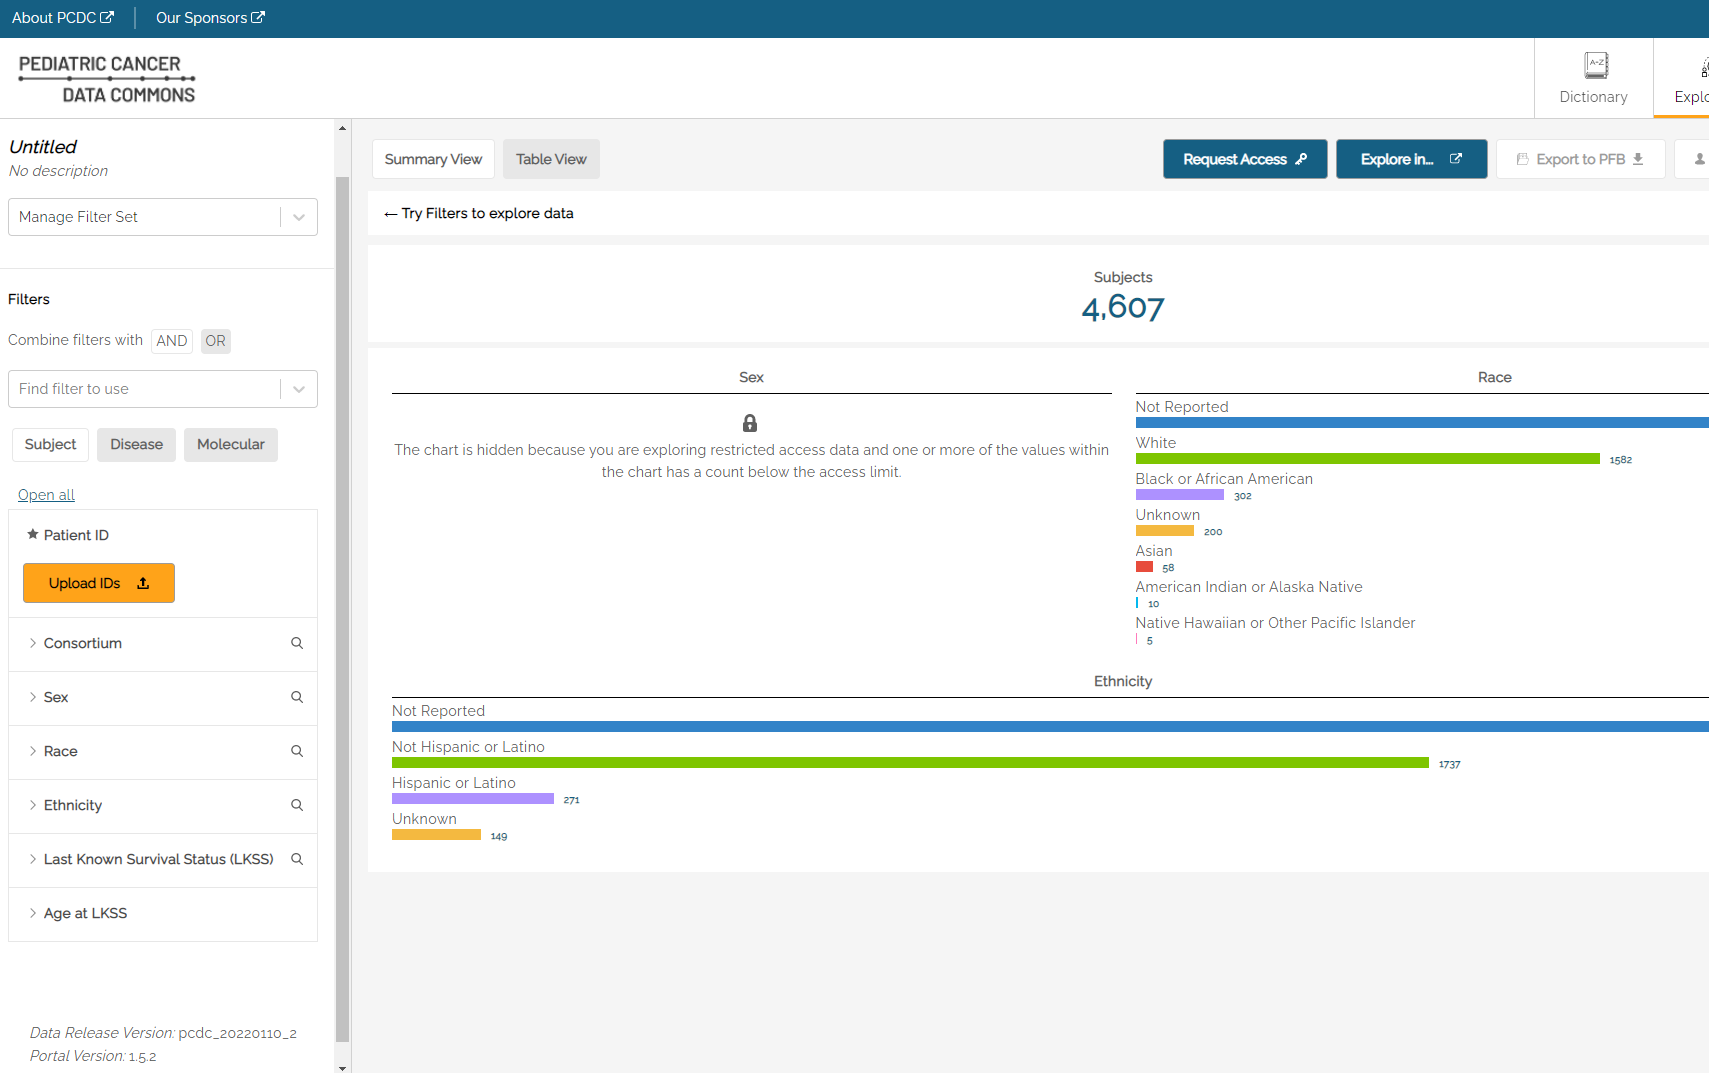 About PCDC
Our Sponsors
PEDIATRIC CANCER
DATA COMMONS
A-Z
Dictionary
Untitled
No description
Manage Filter Set
Filters
Combine filters with AND OR
Find filter to use
Subject Disease Molecular
Open all
Patient ID
Upload IDs
Consortium
Sex
Race
Ethnicity
Last Known Survival Status (LKSS)
Age at LKSS
Data Release Version: pcdc_20220110_2
Portal Version: 1.5.2
Summary View Table View
Request Access Explore in... Export to PFB
← Try Filters to explore data
Subjects
4,607
Sex
The chart is hidden because you are exploring restricted access data and one or more of the values within
the chart has a count below the access limit.
Race
Not Reported
White
1582
Black or African American
302
Unknown
200
Asian
58
American Indian or Alaska Native
10
Native Hawaiian or Other Pacific Islander
5
Ethnicity
Not Reported
Not Hispanic or Latino
1737
Hispanic or Latino
271
Unknown
149